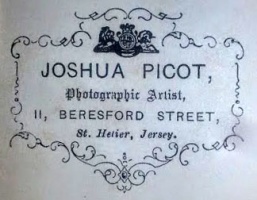 JOSHUA PICOT,
Photographic Artist,
11, BERESFORD STREET,
St. Helier, Jersey.